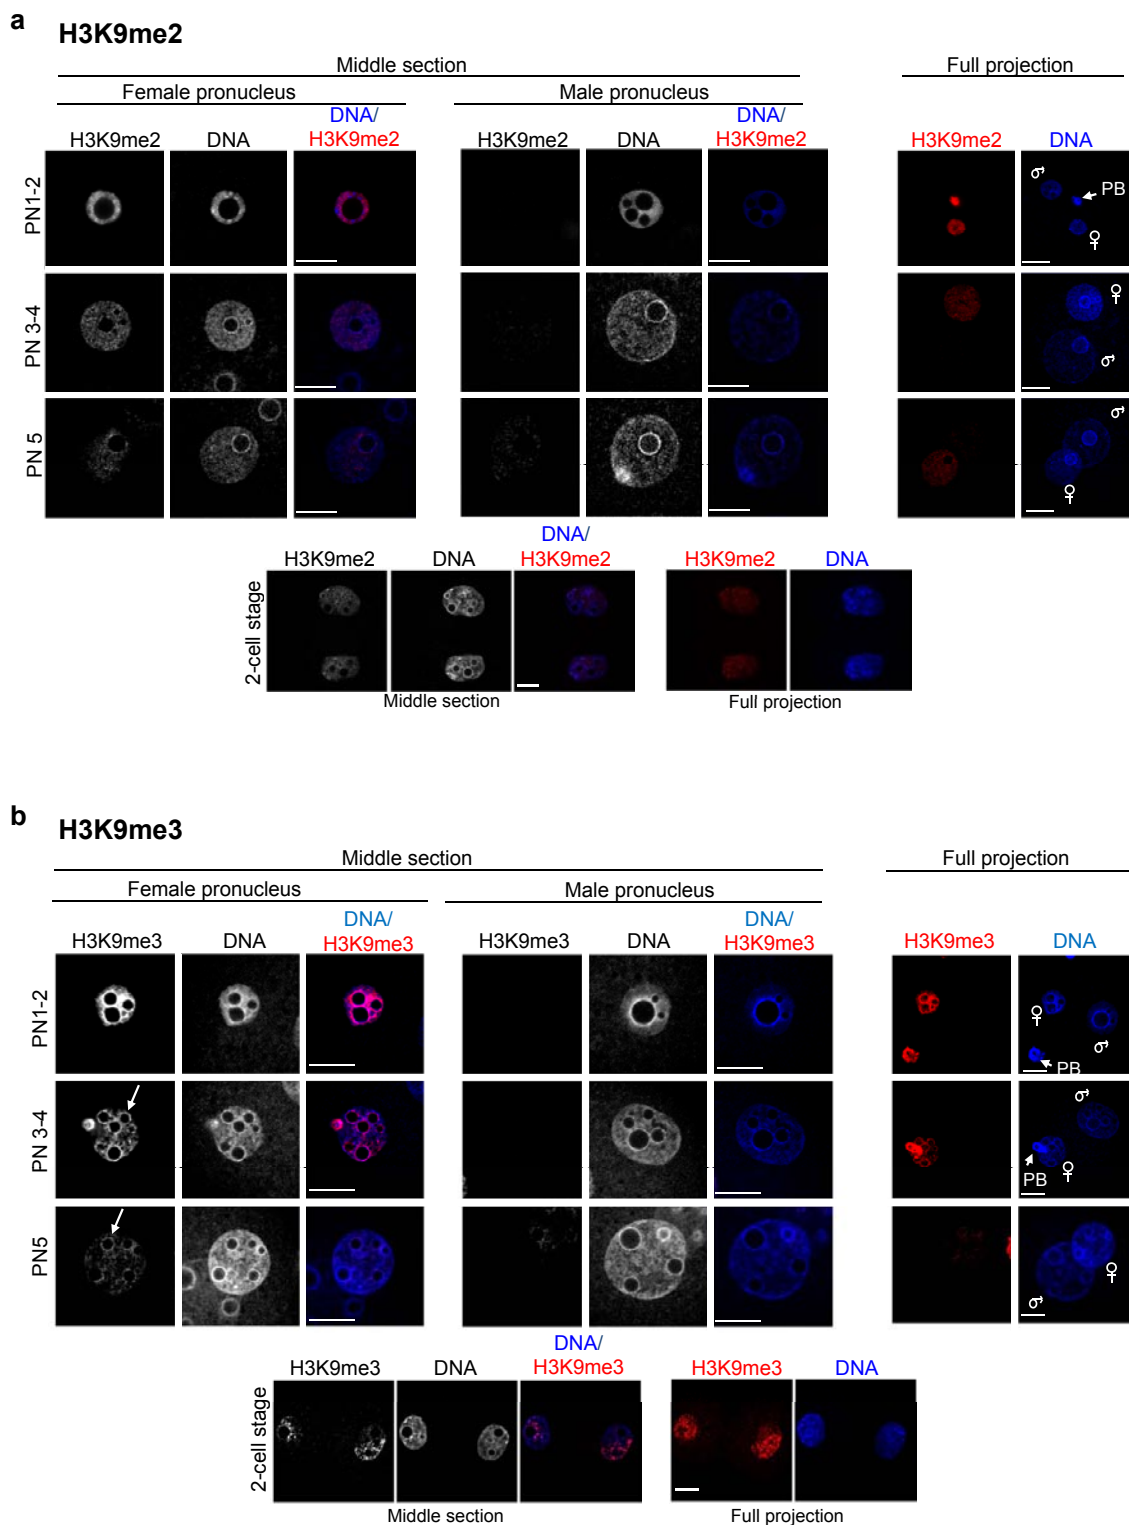 a
H3K9me2
Middle section
Full projection
Female pronucleus
Male pronucleus
DNA/
DNA/
H3K9me2 DNA H3K9me2 H3K9me2 DNA H3K9me2 H3K9me2 DNA
PN1-2
♂
PB
♀
PN 3-4
♀
♂
PN 5
♂
♀
DNA/
H3K9me2 DNA H3K9me2 H3K9me2 DNA
2-cell stage
Middle section Full projection
b
H3K9me3
Middle section
Full projection
Female pronucleus
Male pronucleus
DNA/
DNA/
H3K9me3 DNA H3K9me3 H3K9me3 DNA H3K9me3 H3K9me3 DNA
PN1-2
♀
♂
PB
PN 3-4
♂
PB
♀
PN5
♀
♂
DNA/
H3K9me3 DNA H3K9me3 H3K9me3 DNA
2-cell stage
Middle section Full projection